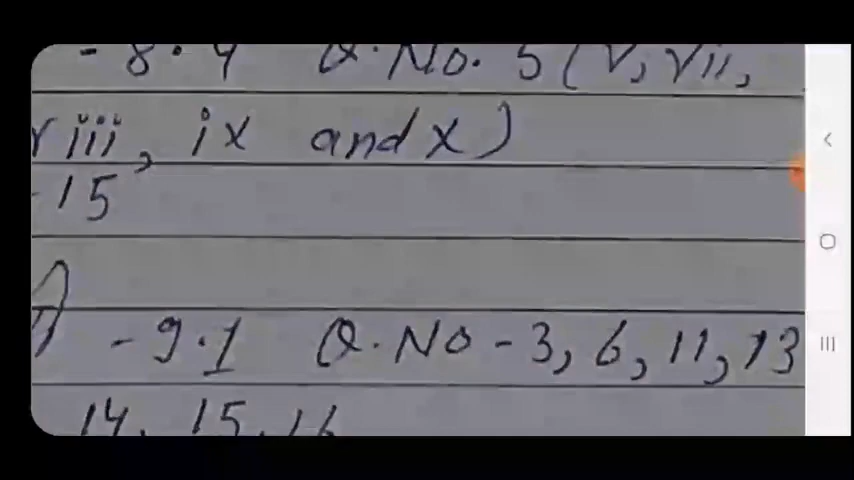 - 8.4 Q.No. 5 (v, vii,
viii, ix and x)
-15
- 9.1 Q.No - 3, 6, 11, 13
14, 15, 16